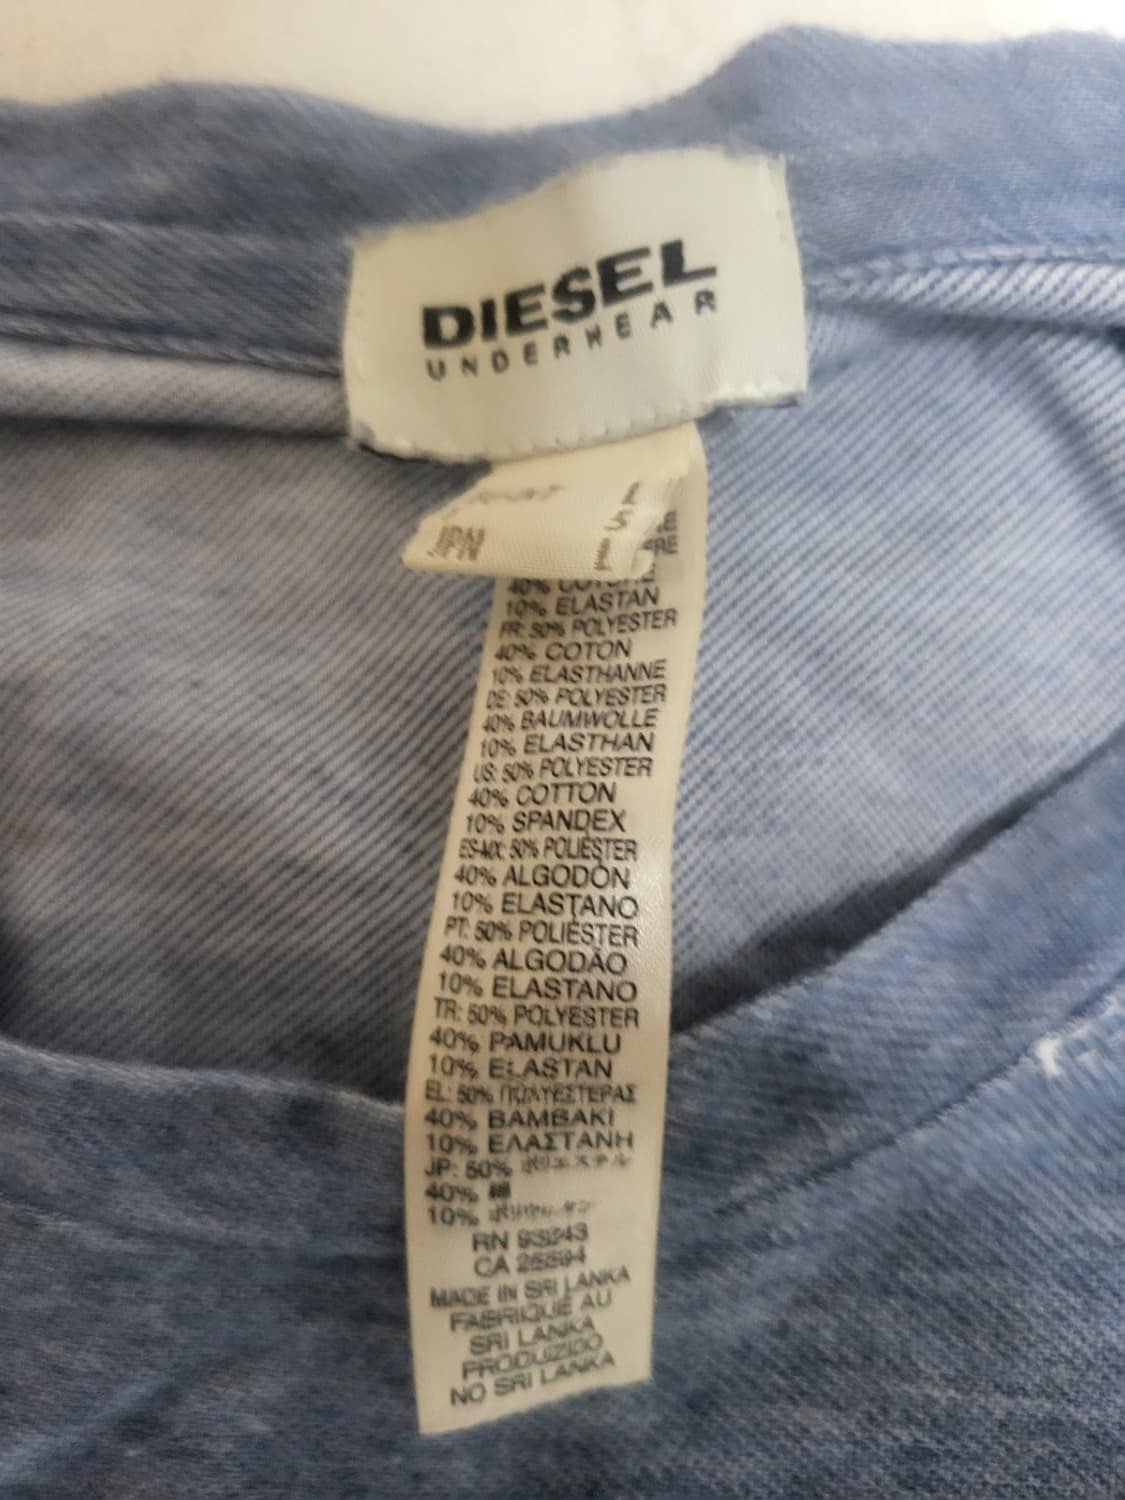 DIESEL
UNDERWEAR
10% ELASTAN
FR: 50% POLYESTER
40% COTON
10% ELASTHANNE
DE: 50% POLYESTER
40% BAUMWOLLE
10% ELASTHAN
US: 50% POLYESTER
40% COTTON
10% SPANDEX
ES-MX: 50% POLIÉSTER
40% ALGODÓN
10% ELASTANO
PT: 50% POLIÉSTER
40% ALGODÃO
10% ELASTANO
TR: 50% POLYESTER
40% PAMUKLU
10% ELASTAN
EL: 50% ΠΟΛΥΕΣΤΕΡΑΣ
40% ΒΑΜΒΑΚΙ
10% ΕΛΑΣΤΑΝΗ
JP: 50% ポリエステル
40% 綿
10% ポリウレタン
RN 93243
CA 25894
MADE IN SRI LANKA
FABRIQUÉ AU
SRI LANKA
PRODUZIDO
NO SRI LANKA